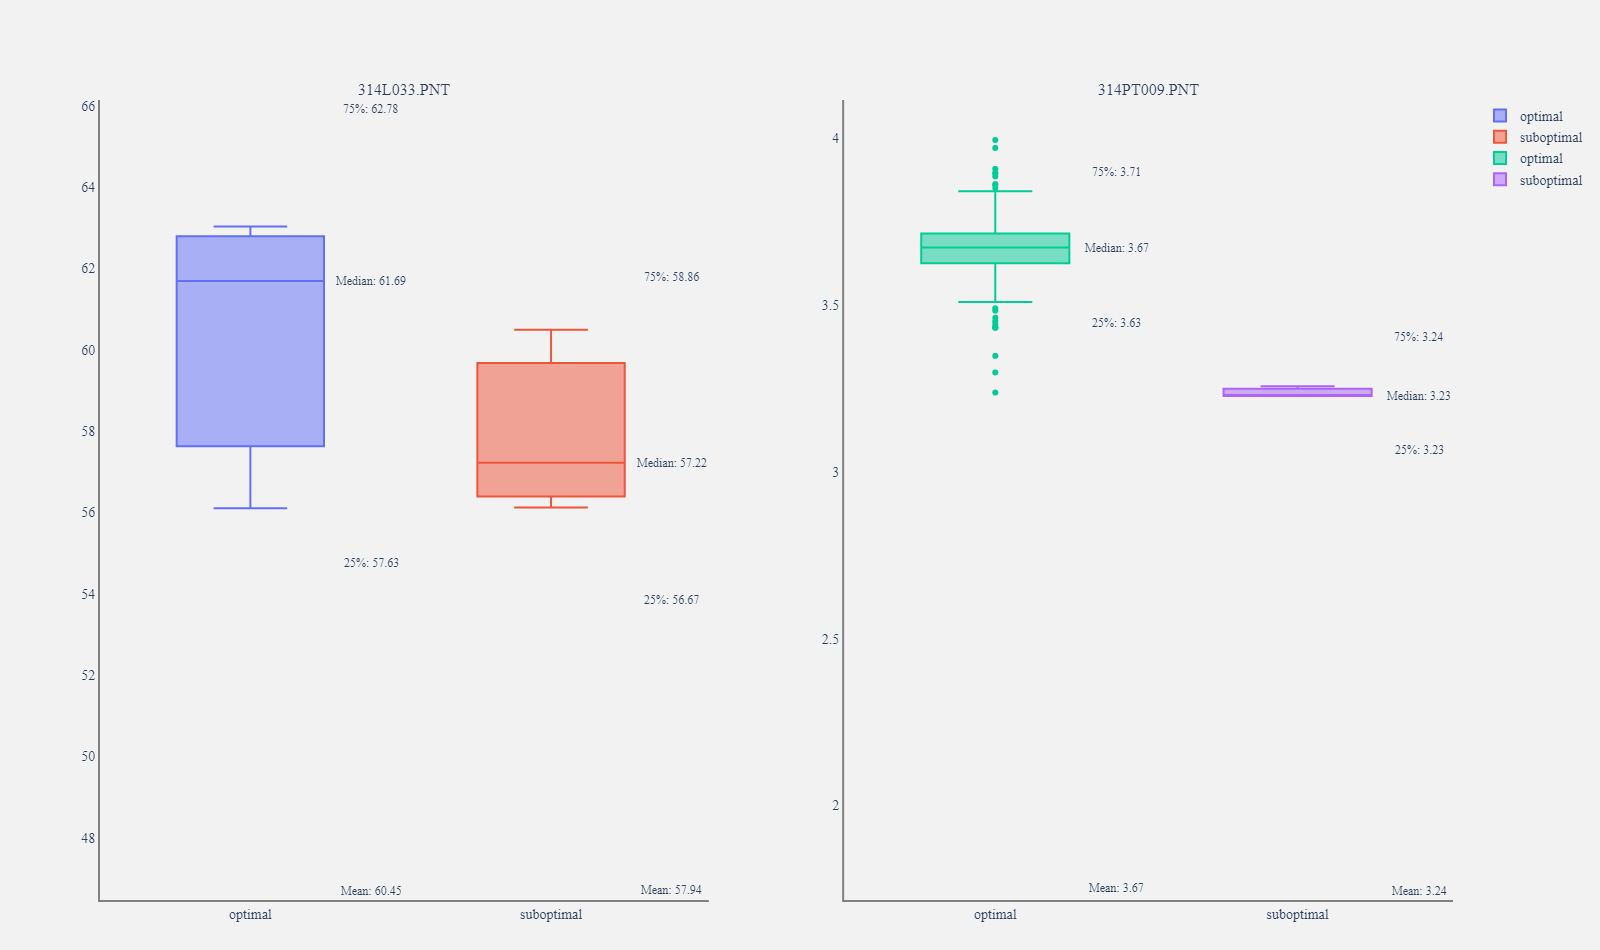 314L033.PNT
66
64
62
60
58
56
54
52
50
48
75%: 62.78
Median: 61.69
25%: 57.63
Mean: 60.45
75%: 58.86
Median: 57.22
25%: 56.67
Mean: 57.94
optimal
suboptimal
314PT009.PNT
4
3.5
3
2.5
2
75%: 3.71
Median: 3.67
25%: 3.63
Mean: 3.67
75%: 3.24
Median: 3.23
25%: 3.23
Mean: 3.24
optimal
suboptimal
optimal
suboptimal
optimal
suboptimal